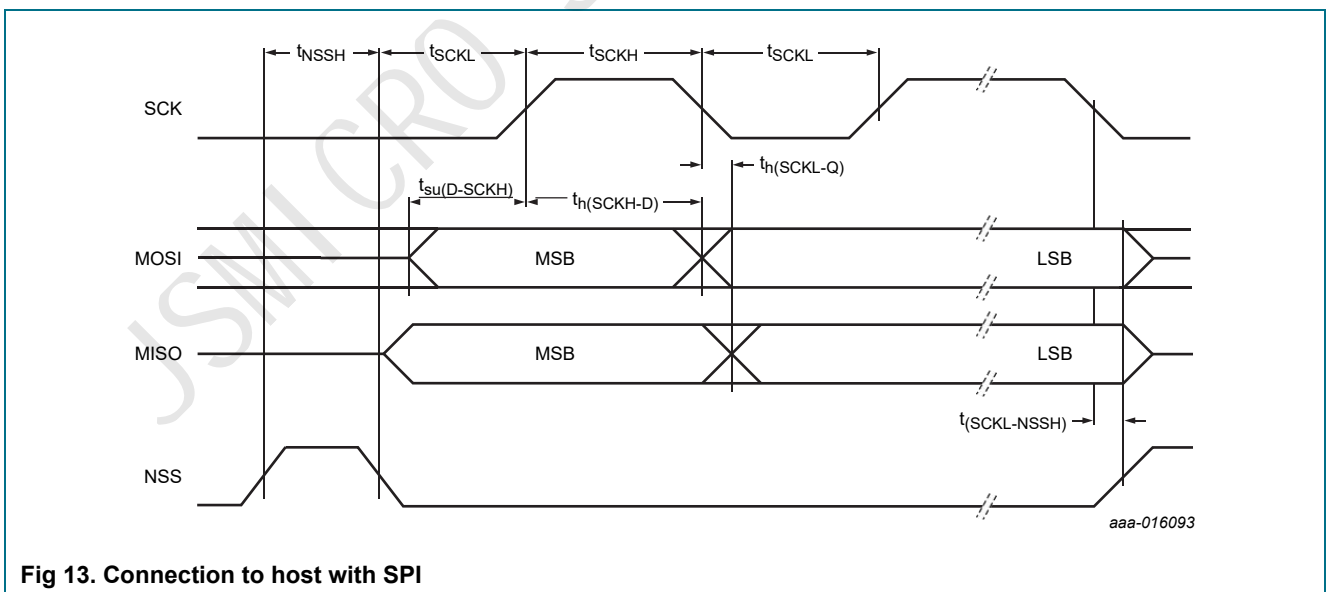 tNSSH tSCKL tSCKH tSCKL
SCK
th(SCKL-Q)
tsu(D-SCKH) th(SCKH-D)
MOSI MSB LSB
MISO MSB LSB
t(SCKL-NSSH)
NSS
aaa-016093
Fig 13. Connection to host with SPI
JSMICRO